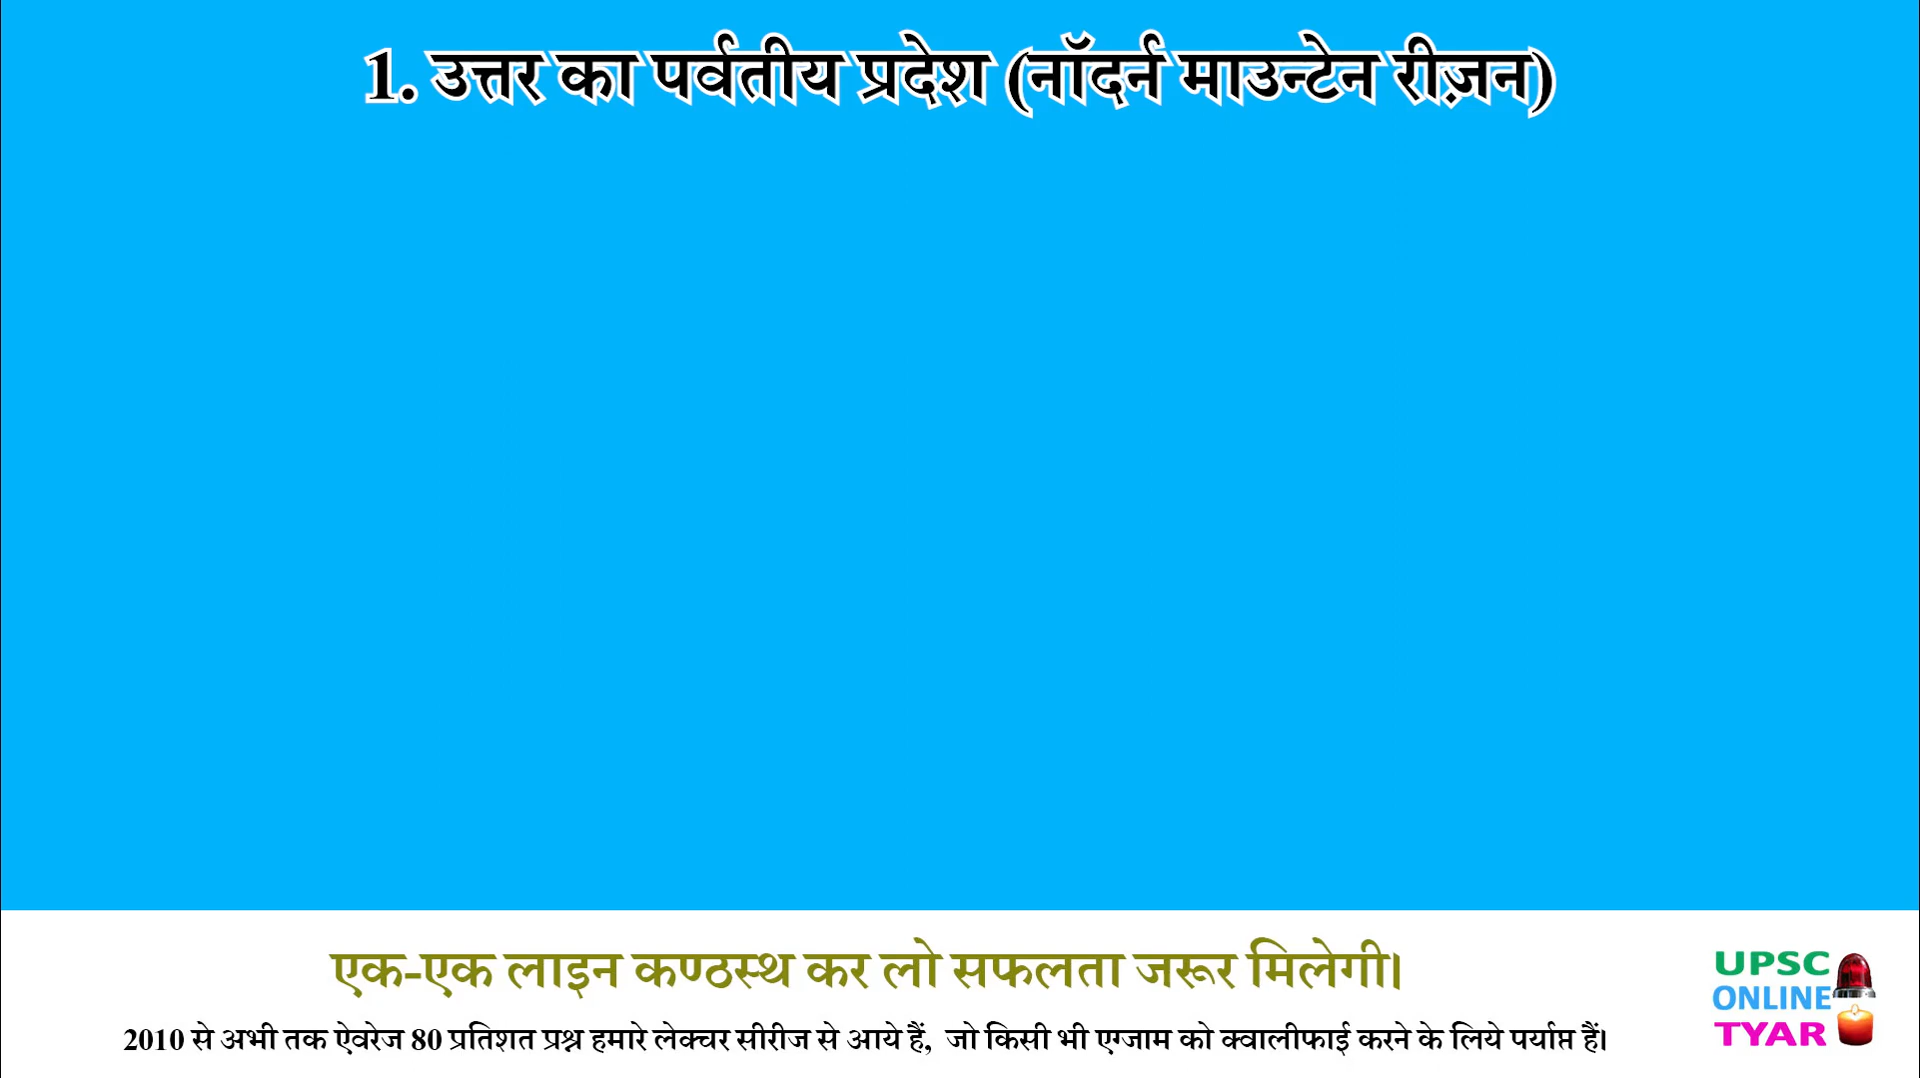 1. उत्तर का पर्वतीय प्रदेश (नॉदर्न माउन्टेन रीज़न)
एक-एक लाइन कण्ठस्थ कर लो सफलता जरूर मिलेगी।
2010 से अभी तक ऐवरेज 80 प्रतिशत प्रश्न हमारे लेक्चर सीरीज से आये हैं, जो किसी भी एग्जाम को क्वालीफाई करने के लिये पर्याप्त हैं।
UPSC
ONLINE
TYAR